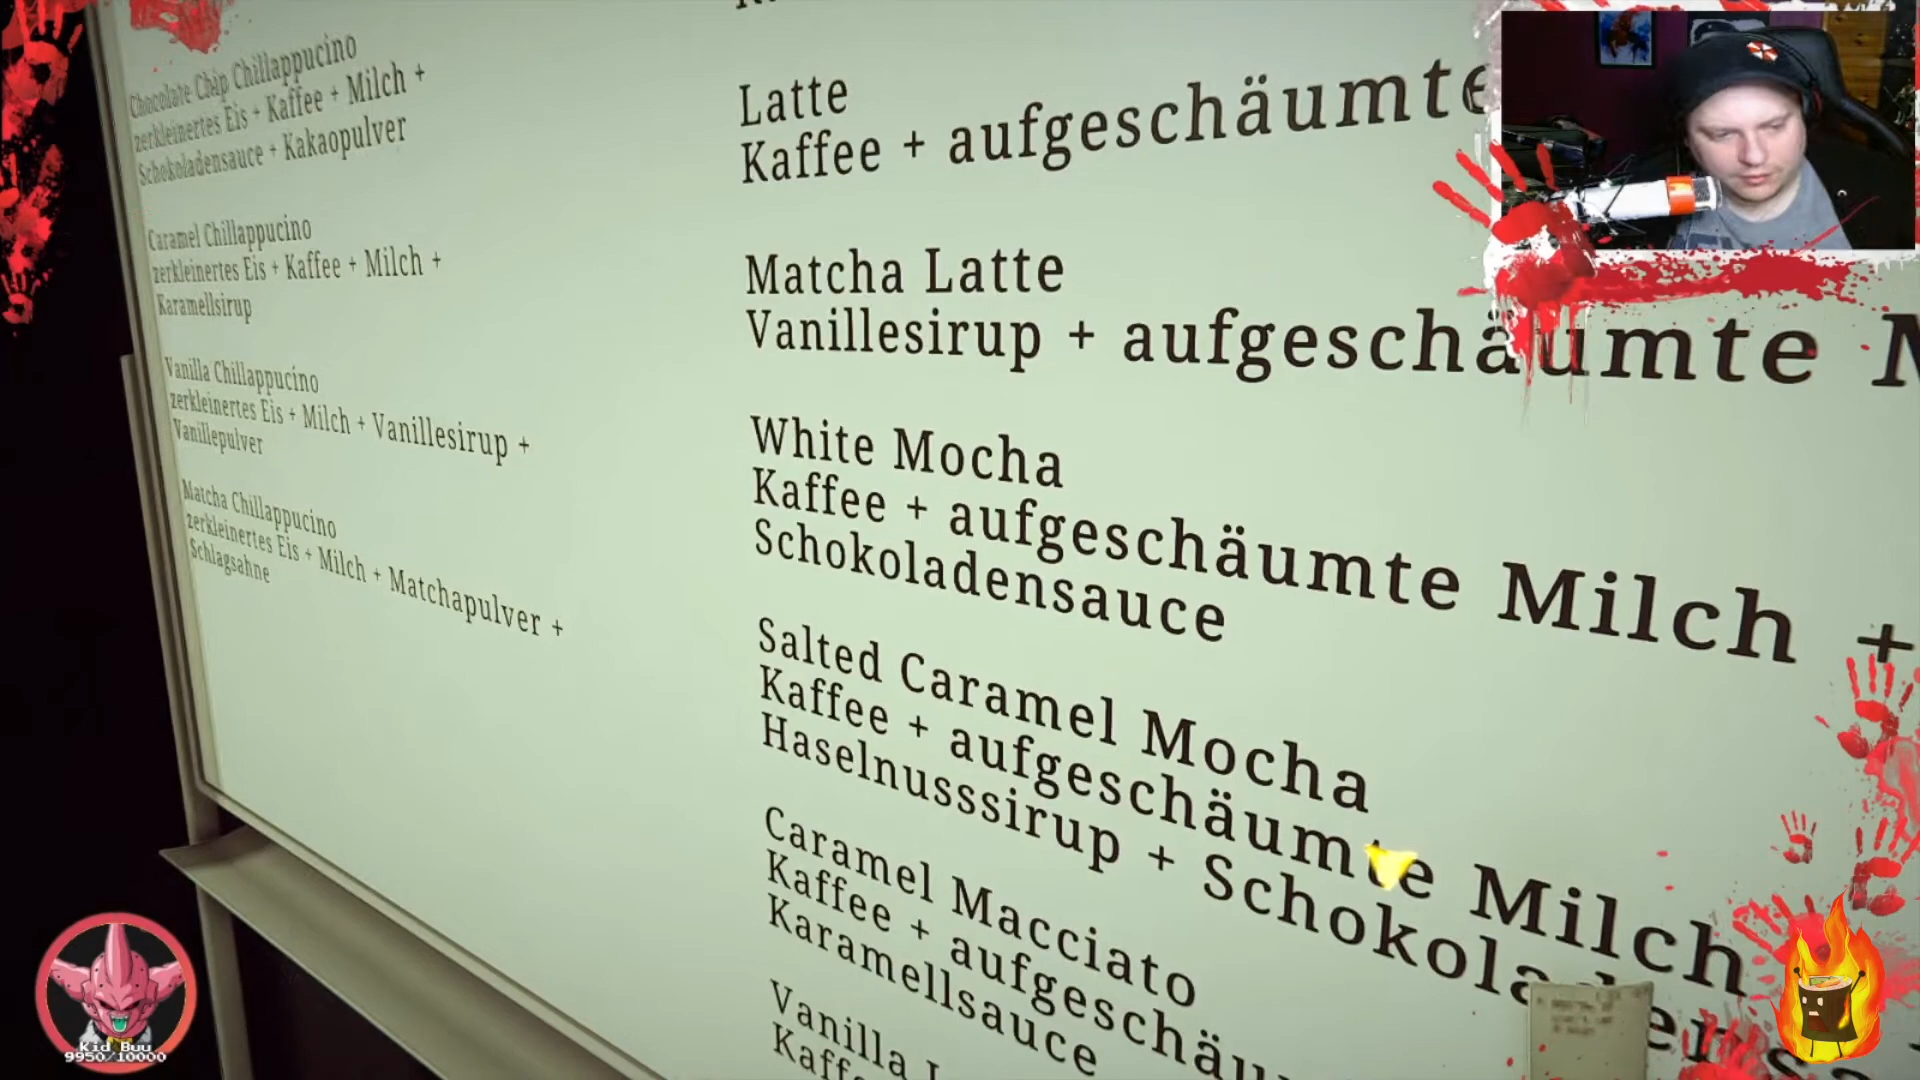 Chocolate Chip Chillappucino
zerkleinertes Eis + Kaffee + Milch +
Schokoladensauce + Kakaopulver
Caramel Chillappucino
zerkleinertes Eis + Kaffee + Milch +
Karamellsirup
Vanilla Chillappucino
zerkleinertes Eis + Milch + Vanillesirup +
Vanillepulver
Matcha Chillappucino
zerkleinertes Eis + Milch + Matchapulver +
Schlagsahne
Latte
Kaffee + aufgeschäumte
Matcha Latte
Vanillesirup + aufgeschäumte
White Mocha
Kaffee + aufgeschäumte Milch +
Schokoladensauce
Salted Caramel Mocha
Kaffee + aufgeschäumte Milch
Haselnusssirup +
Caramel Macciato
Kaffee +
Karamellsauce
Vanilla
Kid Buu
9950/10000